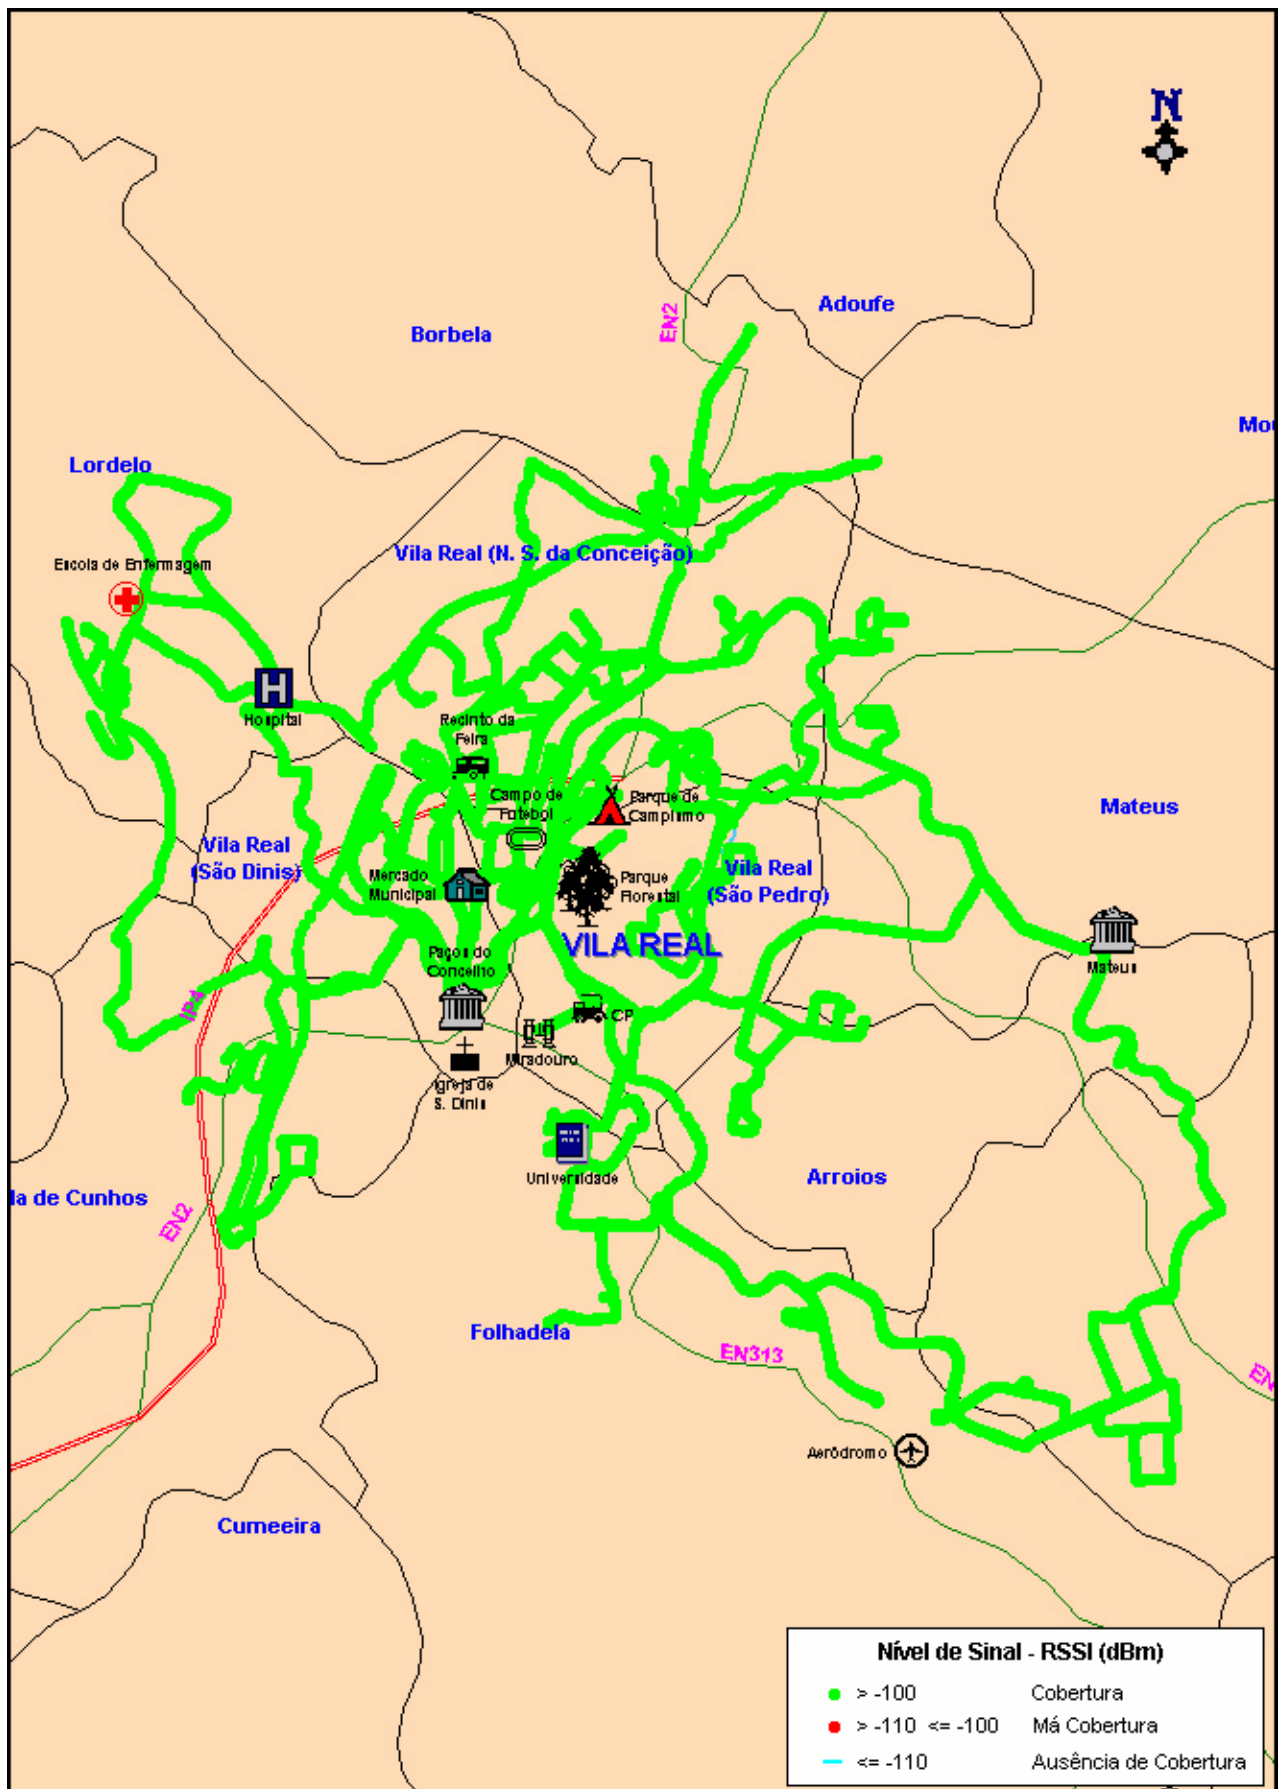 N
Adoufe
EN2
Borbela
Mou
Lordelo
Vila Real (N. S. da Conceição)
Escola de Enfermagem
H
Hospital
Recinto da
Feira
Campo de
Futebol
Parque de
Campismo
Mateus
Vila Real
(São Dinis)
Mercado
Municipal
Parque
Florestal
Vila Real
(São Pedro)
VILA REAL
Paços do
Concelho
Mateus
IP4
CP
Miradouro
Igreja de
S. Dinis
Universidade
Arroios
la de Cunhos
EN2
Folhadela
EN313
EN
Aeródromo
Cumeeira
Nível de Sinal - RSSI (dBm)
> -100 Cobertura
> -110 <= -100 Má Cobertura
<= -110 Ausência de Cobertura